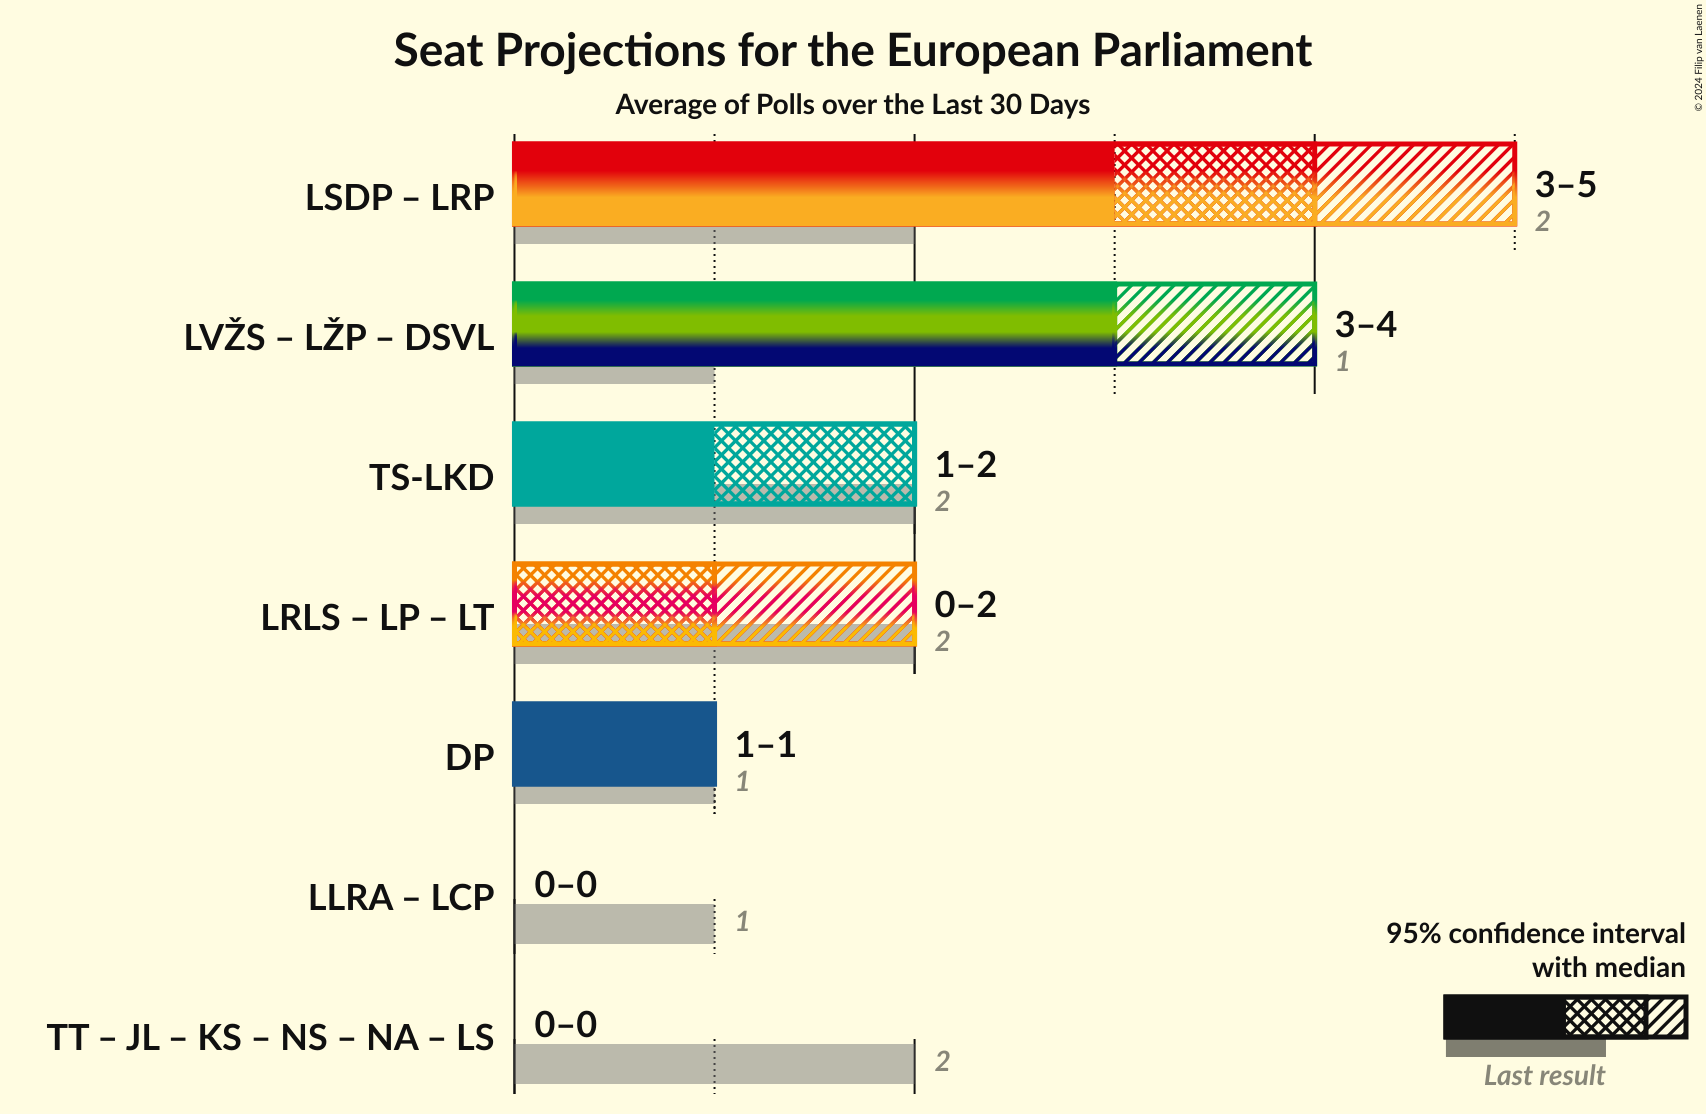 Seat Projections for the European Parliament
Average of Polls over the Last 30 Days
© 2024 Filip van Laenen
LSDP – LRP
3–5
2
LVŽS – LŽP – DSVL
3–4
1
TS-LKD
1–2
2
LRLS – LP – LT
0–2
2
DP
1–1
1
LLRA – LCP
0–0
1
TT – JL – KS – NS – NA – LS
0–0
2
95% confidence interval
with median
Last result